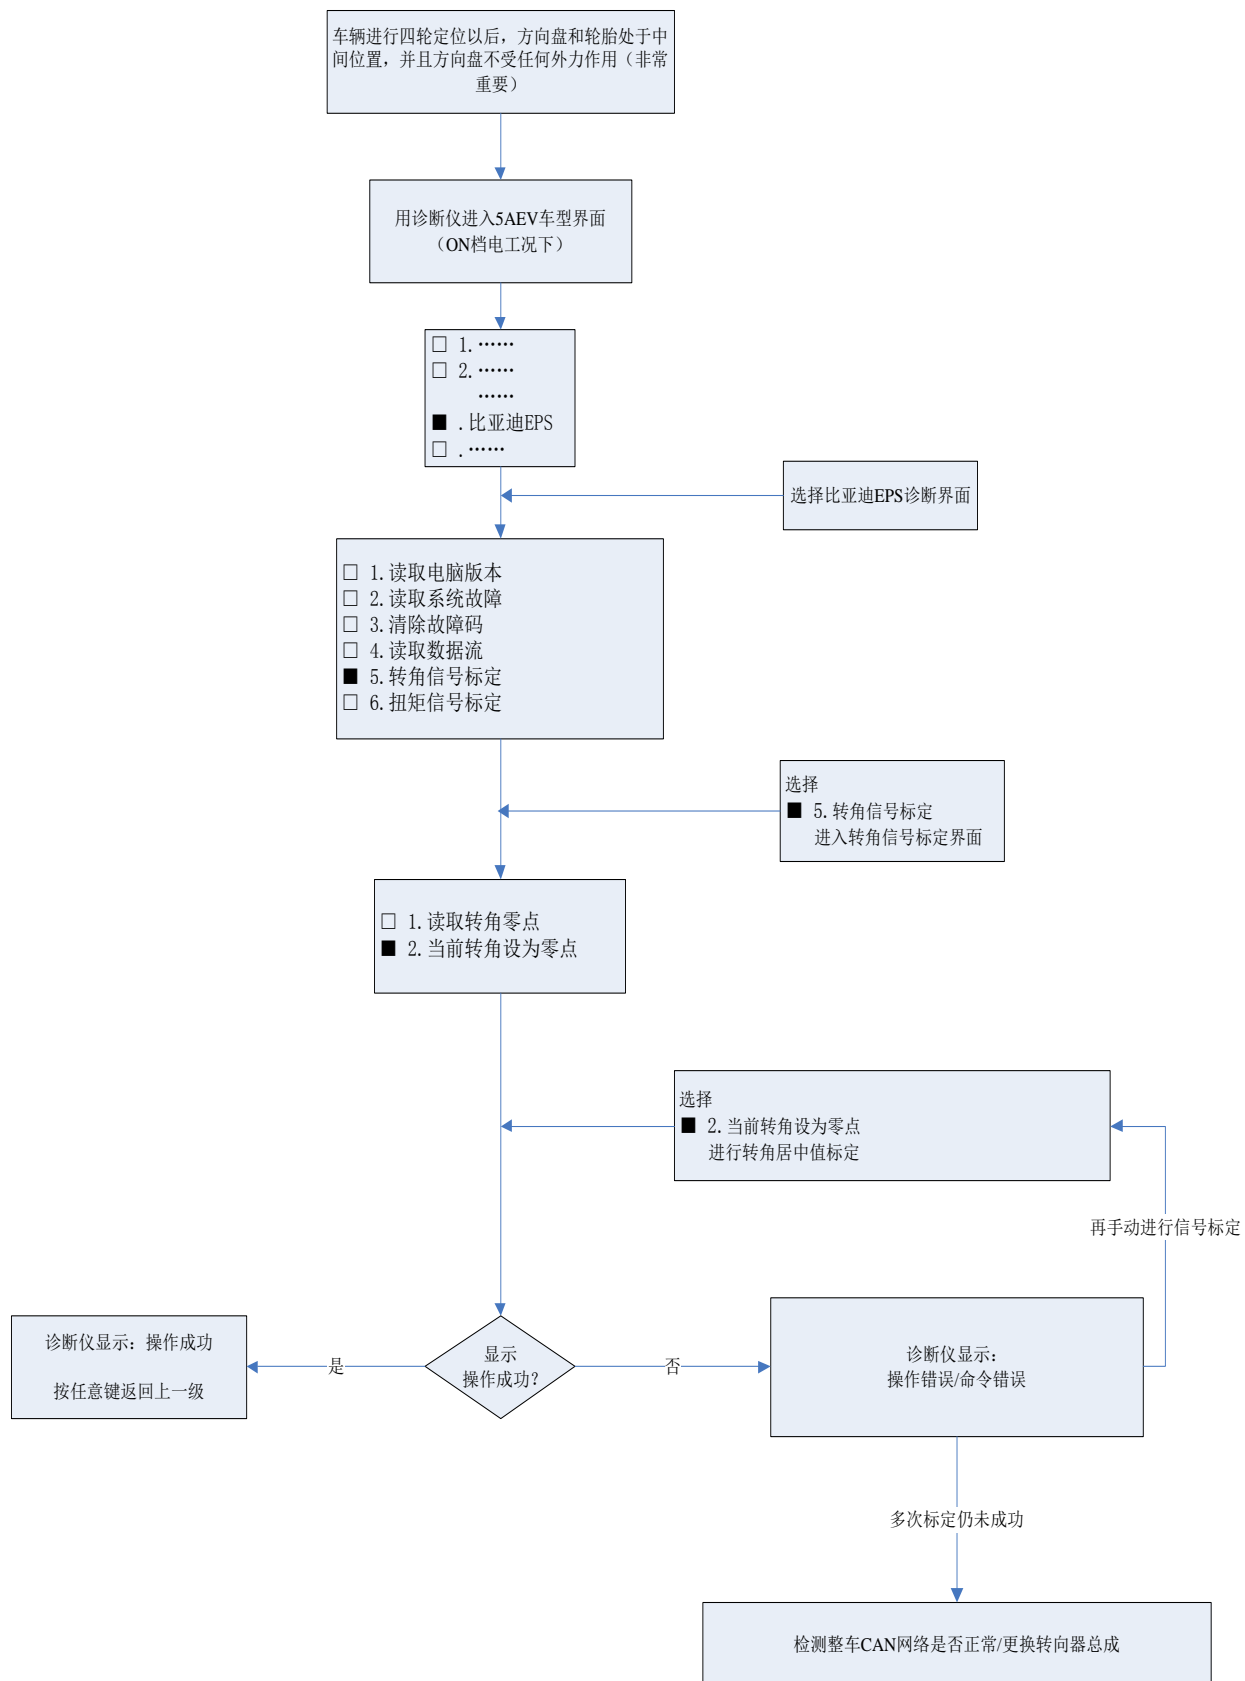 车辆进行四轮定位以后，方向盘和轮胎处于中
间位置，并且方向盘不受任何外力作用（非常
重要）
用诊断仪进入5AEV车型界面
（ON档电工况下）
□ 1.……
□ 2.……
……
■ .比亚迪EPS
□ .……
选择比亚迪EPS诊断界面
□ 1.读取电脑版本
□ 2.读取系统故障
□ 3.清除故障码
□ 4.读取数据流
■ 5.转角信号标定
□ 6.扭矩信号标定
选择
■ 5.转角信号标定
进入转角信号标定界面
□ 1.读取转角零点
■ 2.当前转角设为零点
选择
■ 2.当前转角设为零点
进行转角居中值标定
再手动进行信号标定
诊断仪显示：操作成功
按任意键返回上一级
是
显示
操作成功？
否
诊断仪显示：
操作错误/命令错误
多次标定仍未成功
检测整车CAN网络是否正常/更换转向器总成